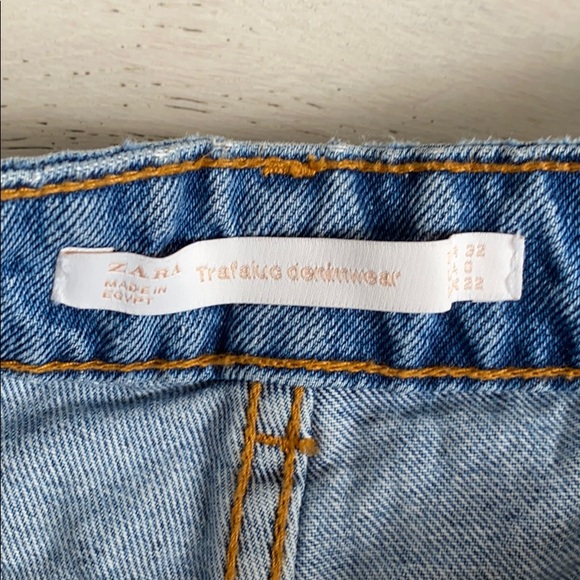 ZARA
MADE IN
EGYPT
Trafaluc denimwear
32
0
22